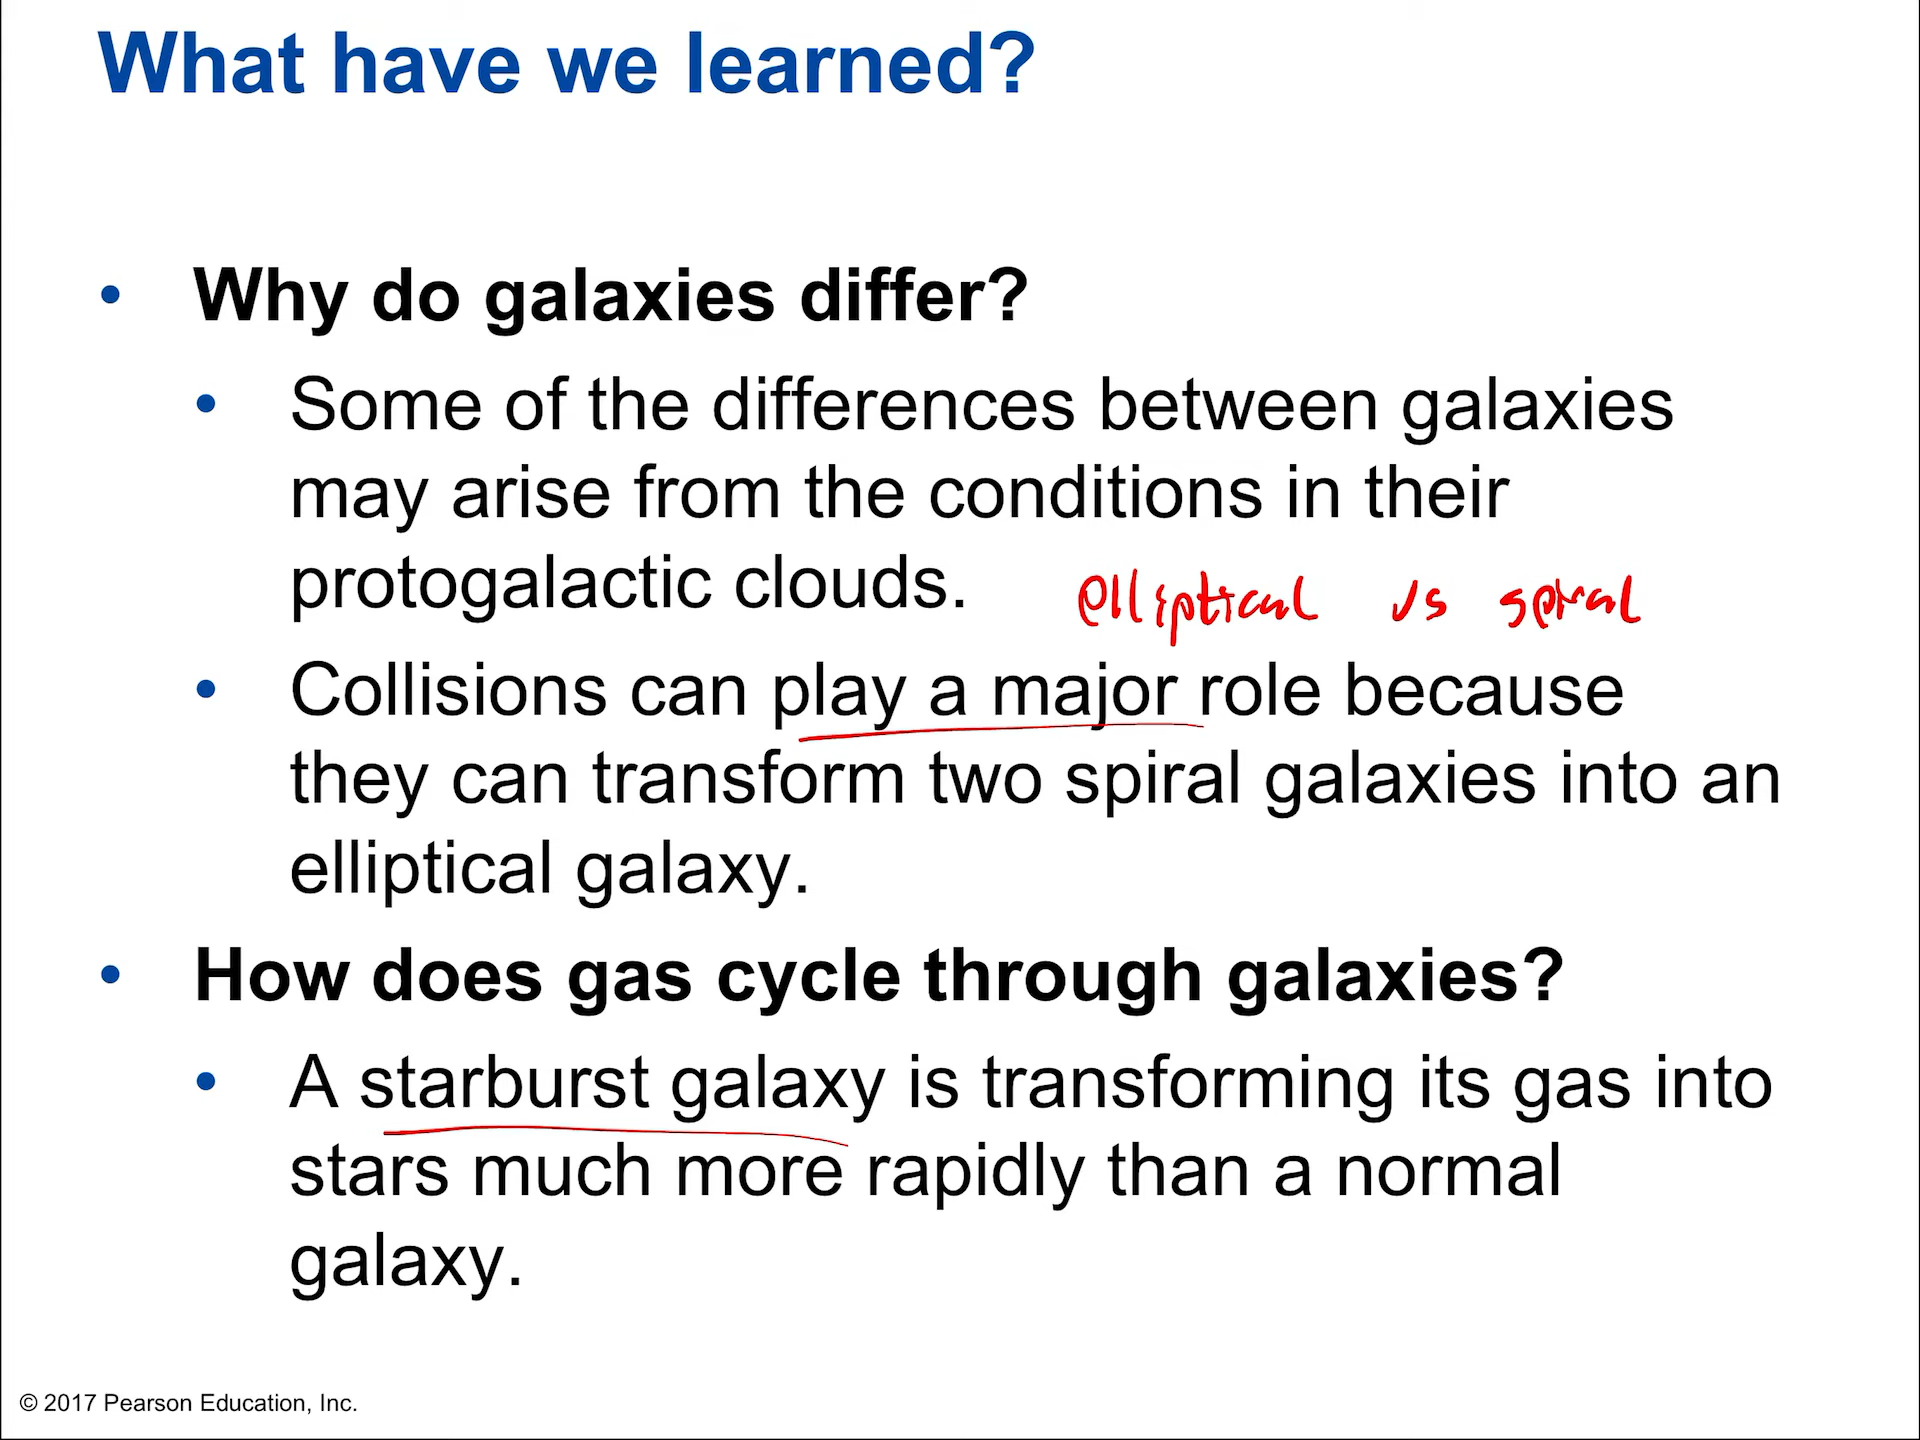 What have we learned?
• Why do galaxies differ?
• Some of the differences between galaxies
may arise from the conditions in their
protogalactic clouds. elliptical vs spiral
• Collisions can play a major role because
they can transform two spiral galaxies into an
elliptical galaxy.
• How does gas cycle through galaxies?
• A starburst galaxy is transforming its gas into
stars much more rapidly than a normal
galaxy.
© 2017 Pearson Education, Inc.